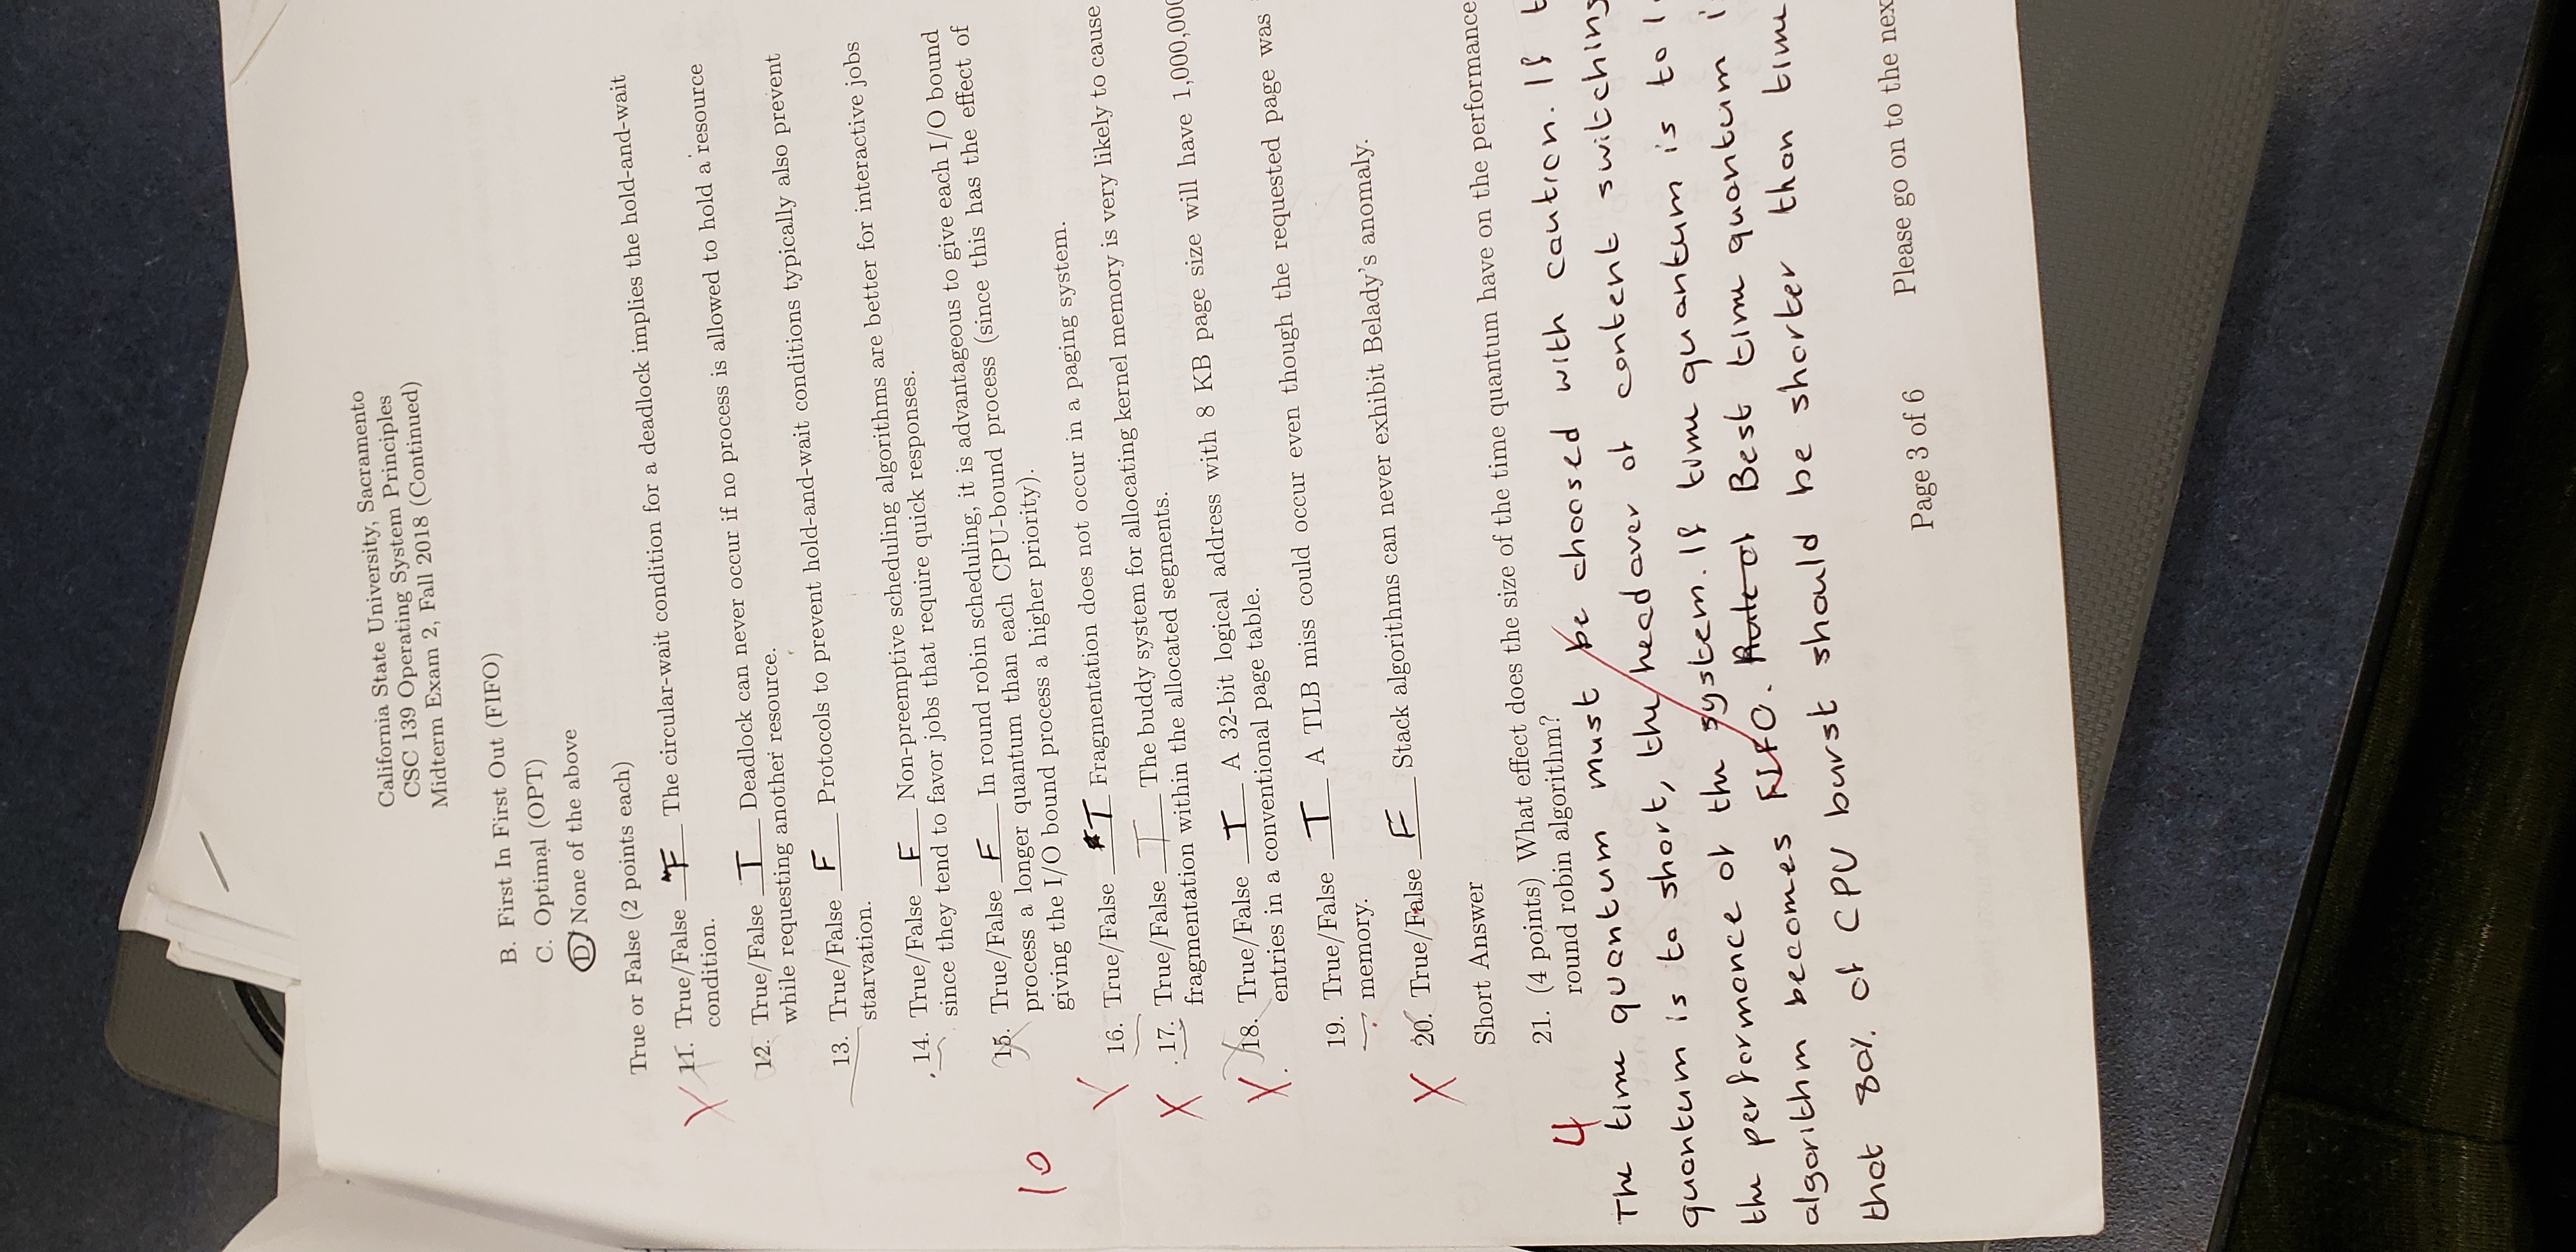 California State University, Sacramento
CSC 139 Operating System Principles
Midterm Exam 2, Fall 2018 (Continued)
B. First In First Out (FIFO)
C. Optimal (OPT)
D. None of the above
True or False (2 points each)
X 11. True/False F The circular-wait condition for a deadlock implies the hold-and-wait
condition.
12. True/False T Deadlock can never occur if no process is allowed to hold a resource
while requesting another resource.
13. True/False F Protocols to prevent hold-and-wait conditions typically also prevent
starvation.
14. True/False F Non-preemptive scheduling algorithms are better for interactive jobs
since they tend to favor jobs that require quick responses.
15. True/False F In round robin scheduling, it is advantageous to give each I/O bound
process a longer quantum than each CPU-bound process (since this has the effect of
10 giving the I/O bound process a higher priority).
X 16. True/False T Fragmentation does not occur in a paging system.
X 17. True/False T The buddy system for allocating kernel memory is very likely to cause
fragmentation within the allocated segments.
X 18. True/False T A 32-bit logical address with 8 KB page size will have 1,000,000
entries in a conventional page table.
19. True/False T A TLB miss could occur even though the requested page was
memory.
X 20. True/False F Stack algorithms can never exhibit Belady's anomaly.
Short Answer
21. (4 points) What effect does the size of the time quantum have on the performance
4 round robin algorithm?
The time quantum must be choosed with caution. If
quantum is to short, the head over of content switching
the performance of the system. If time quantum is to
algorithm becomes FIFO. Rule of Best time quantum
that 80% of CPU burst should be shorter than time
Page 3 of 6 Please go on to the